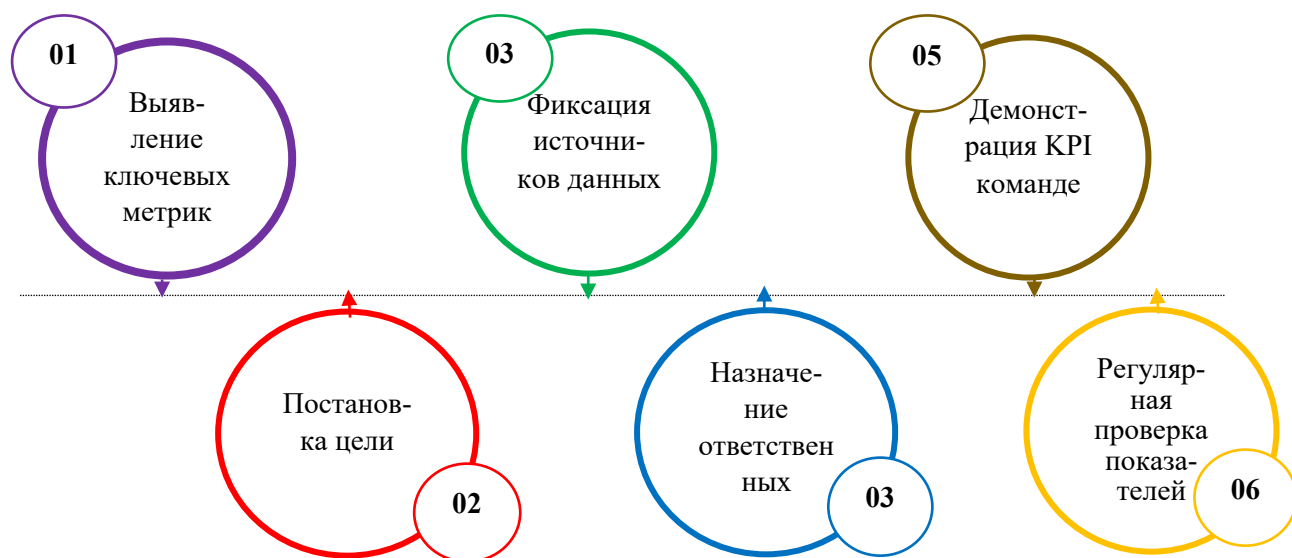 01
Выяв-
ление
ключевых
метрик
Постанов-
ка цели
02
03
Фиксация
источни-
ков данных
Назначе-
ние
ответствен
ных
03
05
Демонст-
рация KPI
команде
Регуляр-
ная
проверка
показа-
телей
06